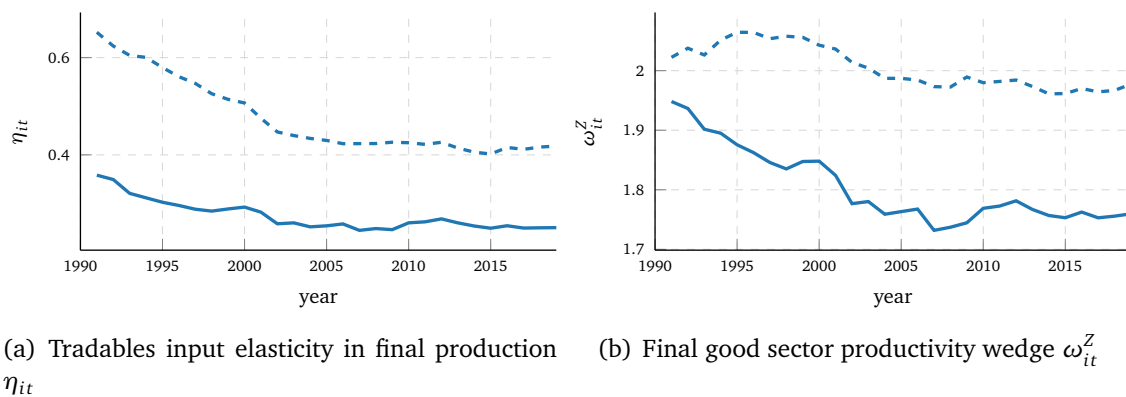 0.6
0.4
η_it
1990 1995 2000 2005 2010 2015
year
2
1.9
1.8
1.7
ω_it^Z
1990 1995 2000 2005 2010 2015
year
(a) Tradables input elasticity in final production
η_it
(b) Final good sector productivity wedge ω_it^Z